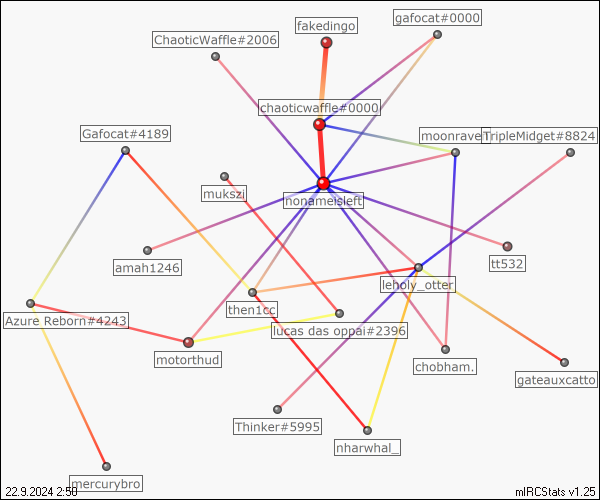 fakedingo
gafocat#0000
ChaoticWaffle#2006
chaoticwaffle#0000
Gafocat#4189
moonrave
TripleMidget#8824
mukszi
nonameisleft
amah1246
tt532
leholy_otter
then1cc
Azure Reborn#4243
lucas das oppai#2396
motorthud
chobham.
gateauxcatto
Thinker#5995
nharwhal_
mercurybro
22.9.2024 2:50
mIRCStats v1.25